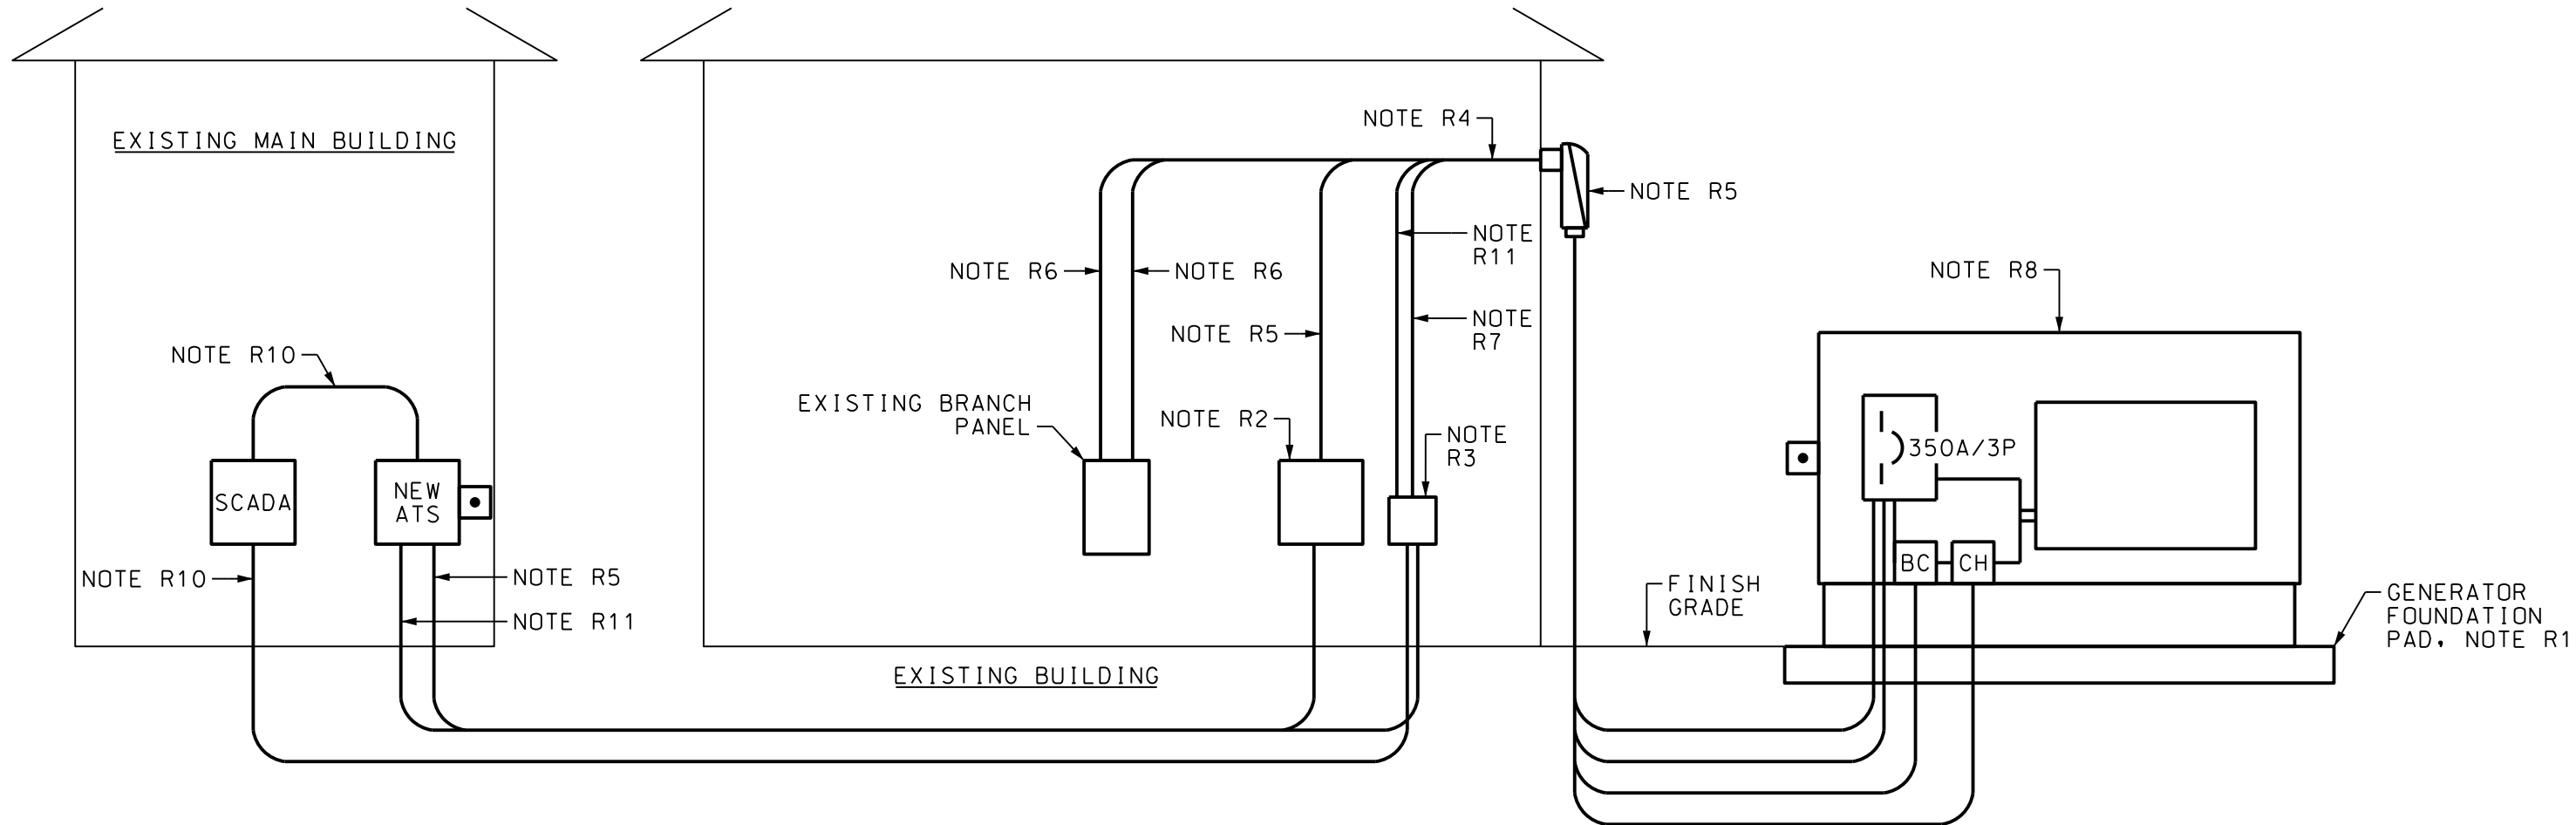 EXISTING MAIN BUILDING
NOTE R4
NOTE R5
NOTE
R11
NOTE R6
NOTE R6
NOTE R8
NOTE R5
NOTE
R7
NOTE R10
EXISTING BRANCH
PANEL
NOTE R2
NOTE
R3
350A/3P
SCADA
NEW
ATS
BC
CH
NOTE R10
NOTE R5
NOTE R11
FINISH
GRADE
GENERATOR
FOUNDATION
PAD, NOTE R1
EXISTING BUILDING